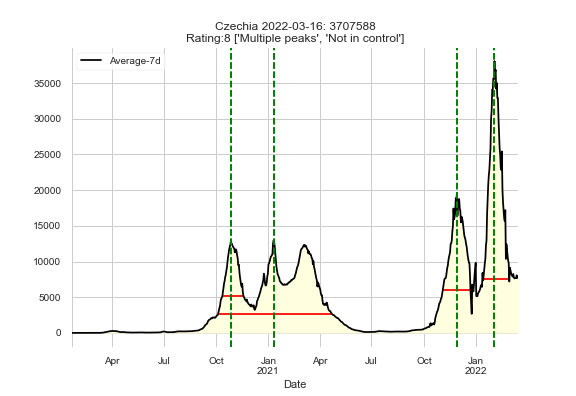 Czechia 2022-03-16: 3707588
Rating:8 ['Multiple peaks', 'Not in control']
Average-7d
35000
30000
25000
20000
15000
10000
5000
0
Apr Jul Oct Jan Apr Jul Oct Jan
2021 2022
Date